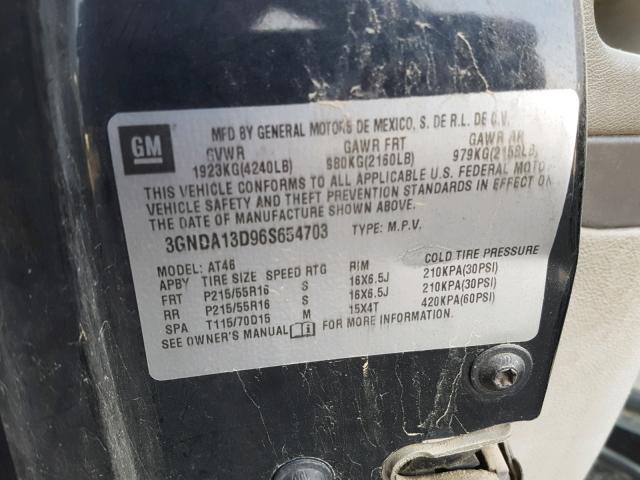 GM
MFD BY GENERAL MOTORS DE MEXICO, S. DE R.L. DE C.V.
GVWR GAWR FRT GAWR RR
1923KG(4240LB) 980KG(2160LB) 979KG(2158LB)
THIS VEHICLE CONFORMS TO ALL APPLICABLE U.S. FEDERAL MOTOR
VEHICLE SAFETY AND THEFT PREVENTION STANDARDS IN EFFECT ON
THE DATE OF MANUFACTURE SHOWN ABOVE.
3GNDA13D96S654703 TYPE: M.P.V.
MODEL: AT46
APBY TIRE SIZE SPEED RTG RIM COLD TIRE PRESSURE
FRT P215/55R16 S 16X6.5J 210KPA(30PSI)
RR P215/55R16 S 16X6.5J 210KPA(30PSI)
SPA T115/70D15 M 15X4T 420KPA(60PSI)
SEE OWNER'S MANUAL FOR MORE INFORMATION.